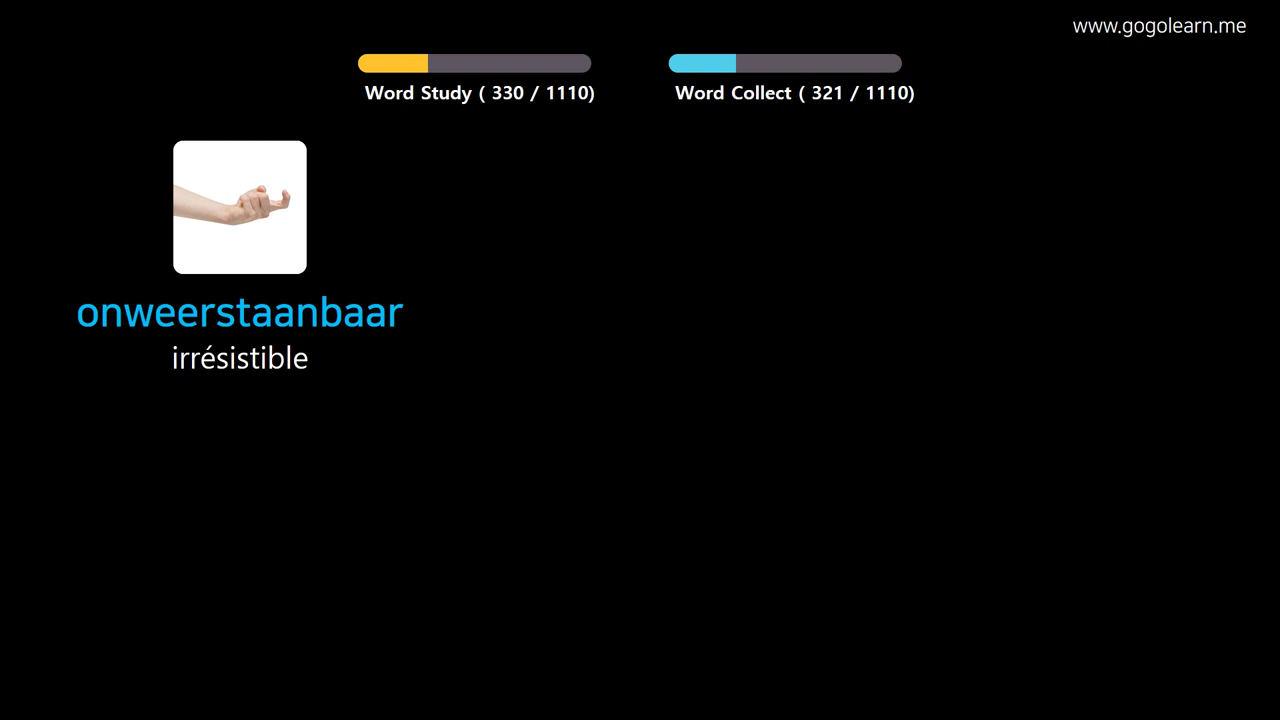 www.gogolearn.me
Word Study ( 330 / 1110)
Word Collect ( 321 / 1110)
onweerstaanbaar
irrésistible